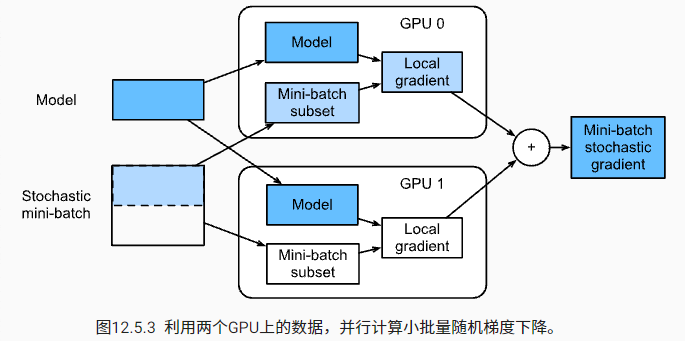 GPU 0
Model
Local
gradient
Mini-batch
subset
Model
Stochastic
mini-batch
GPU 1
Model
Local
gradient
Mini-batch
subset
+
Mini-batch
stochastic
gradient
图12.5.3 利用两个GPU上的数据，并行计算小批量随机梯度下降。